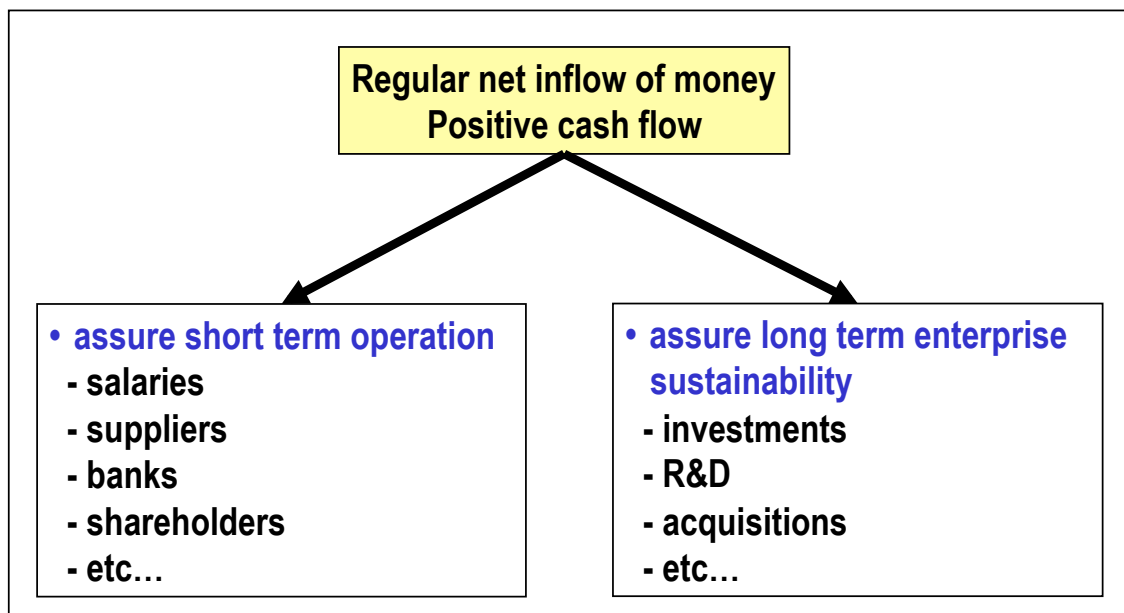 Regular net inflow of money
Positive cash flow
• assure short term operation
- salaries
- suppliers
- banks
- shareholders
- etc…
• assure long term enterprise
sustainability
- investments
- R&D
- acquisitions
- etc…